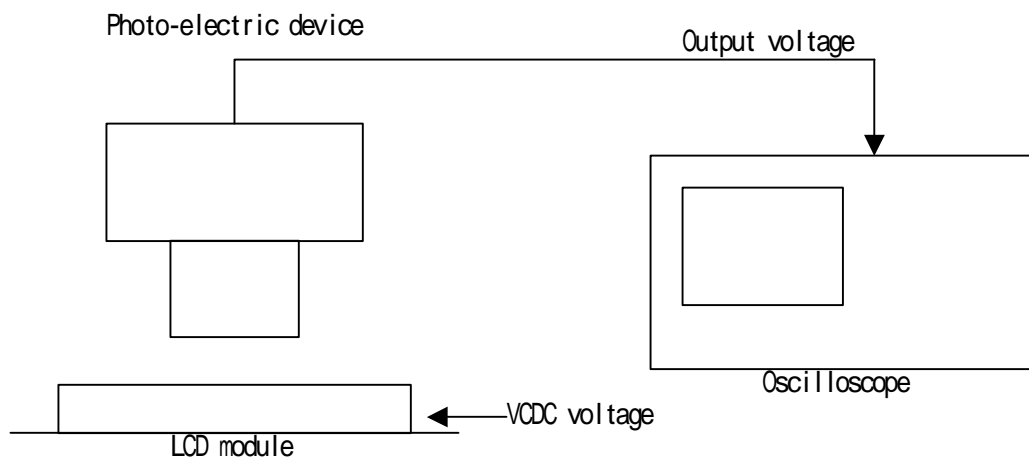 Photo-electric device
Output voltage
Oscilloscope
VCDC voltage
LCD module